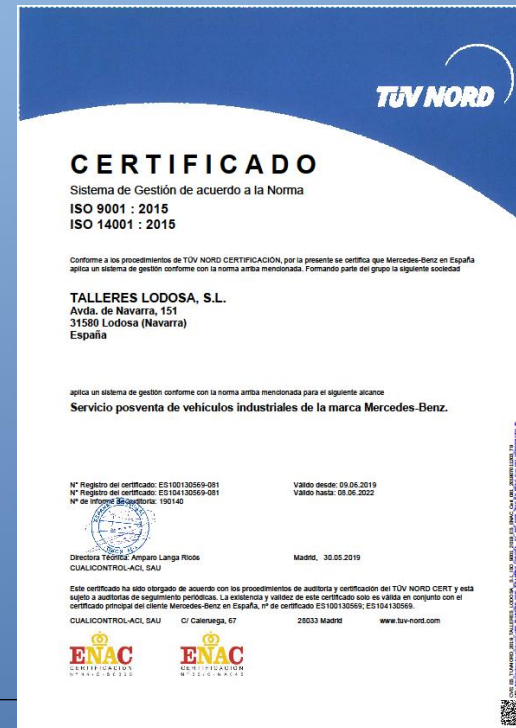 TÜV NORD
CERTIFICADO
Sistema de Gestión de acuerdo a la Norma
ISO 9001 : 2015
ISO 14001 : 2015
Conforme a los procedimientos de TÜV NORD CERTIFICACIÓN, por la presente se certifica que Mercedes-Benz en España
aplica un sistema de gestión conforme con la norma arriba mencionada. Formando parte del grupo la siguiente sociedad
TALLERES LODOSA, S.L.
Avda. de Navarra, 151
31580 Lodosa (Navarra)
España
aplica un sistema de gestión conforme con la norma arriba mencionada para el siguiente alcance
Servicio posventa de vehículos industriales de la marca Mercedes-Benz.
Nº Registro del certificado: ES100130569-081 Válido desde: 09.06.2019
Nº Registro del certificado: ES104130569-081 Válido hasta: 08.06.2022
Nº de informe de auditoría: 190140
Directora Técnica: Amparo Langa Ricós Madrid, 30.05.2019
CUALICONTROL-ACI, SAU
Este certificado ha sido otorgado de acuerdo con los procedimientos de auditoría y certificación del TÜV NORD CERT y está
sujeto a auditorías de seguimiento periódicas. La existencia y validez de este certificado solo es válida en conjunto con el
certificado principal del cliente Mercedes-Benz en España, nº de certificado ES100130569; ES104130569.
CUALICONTROL-ACI, SAU C/ Caleruega, 67 28033 Madrid www.tuv-nord.com
ENAC ENAC
CERTIFICACIÓN CERTIFICACIÓN